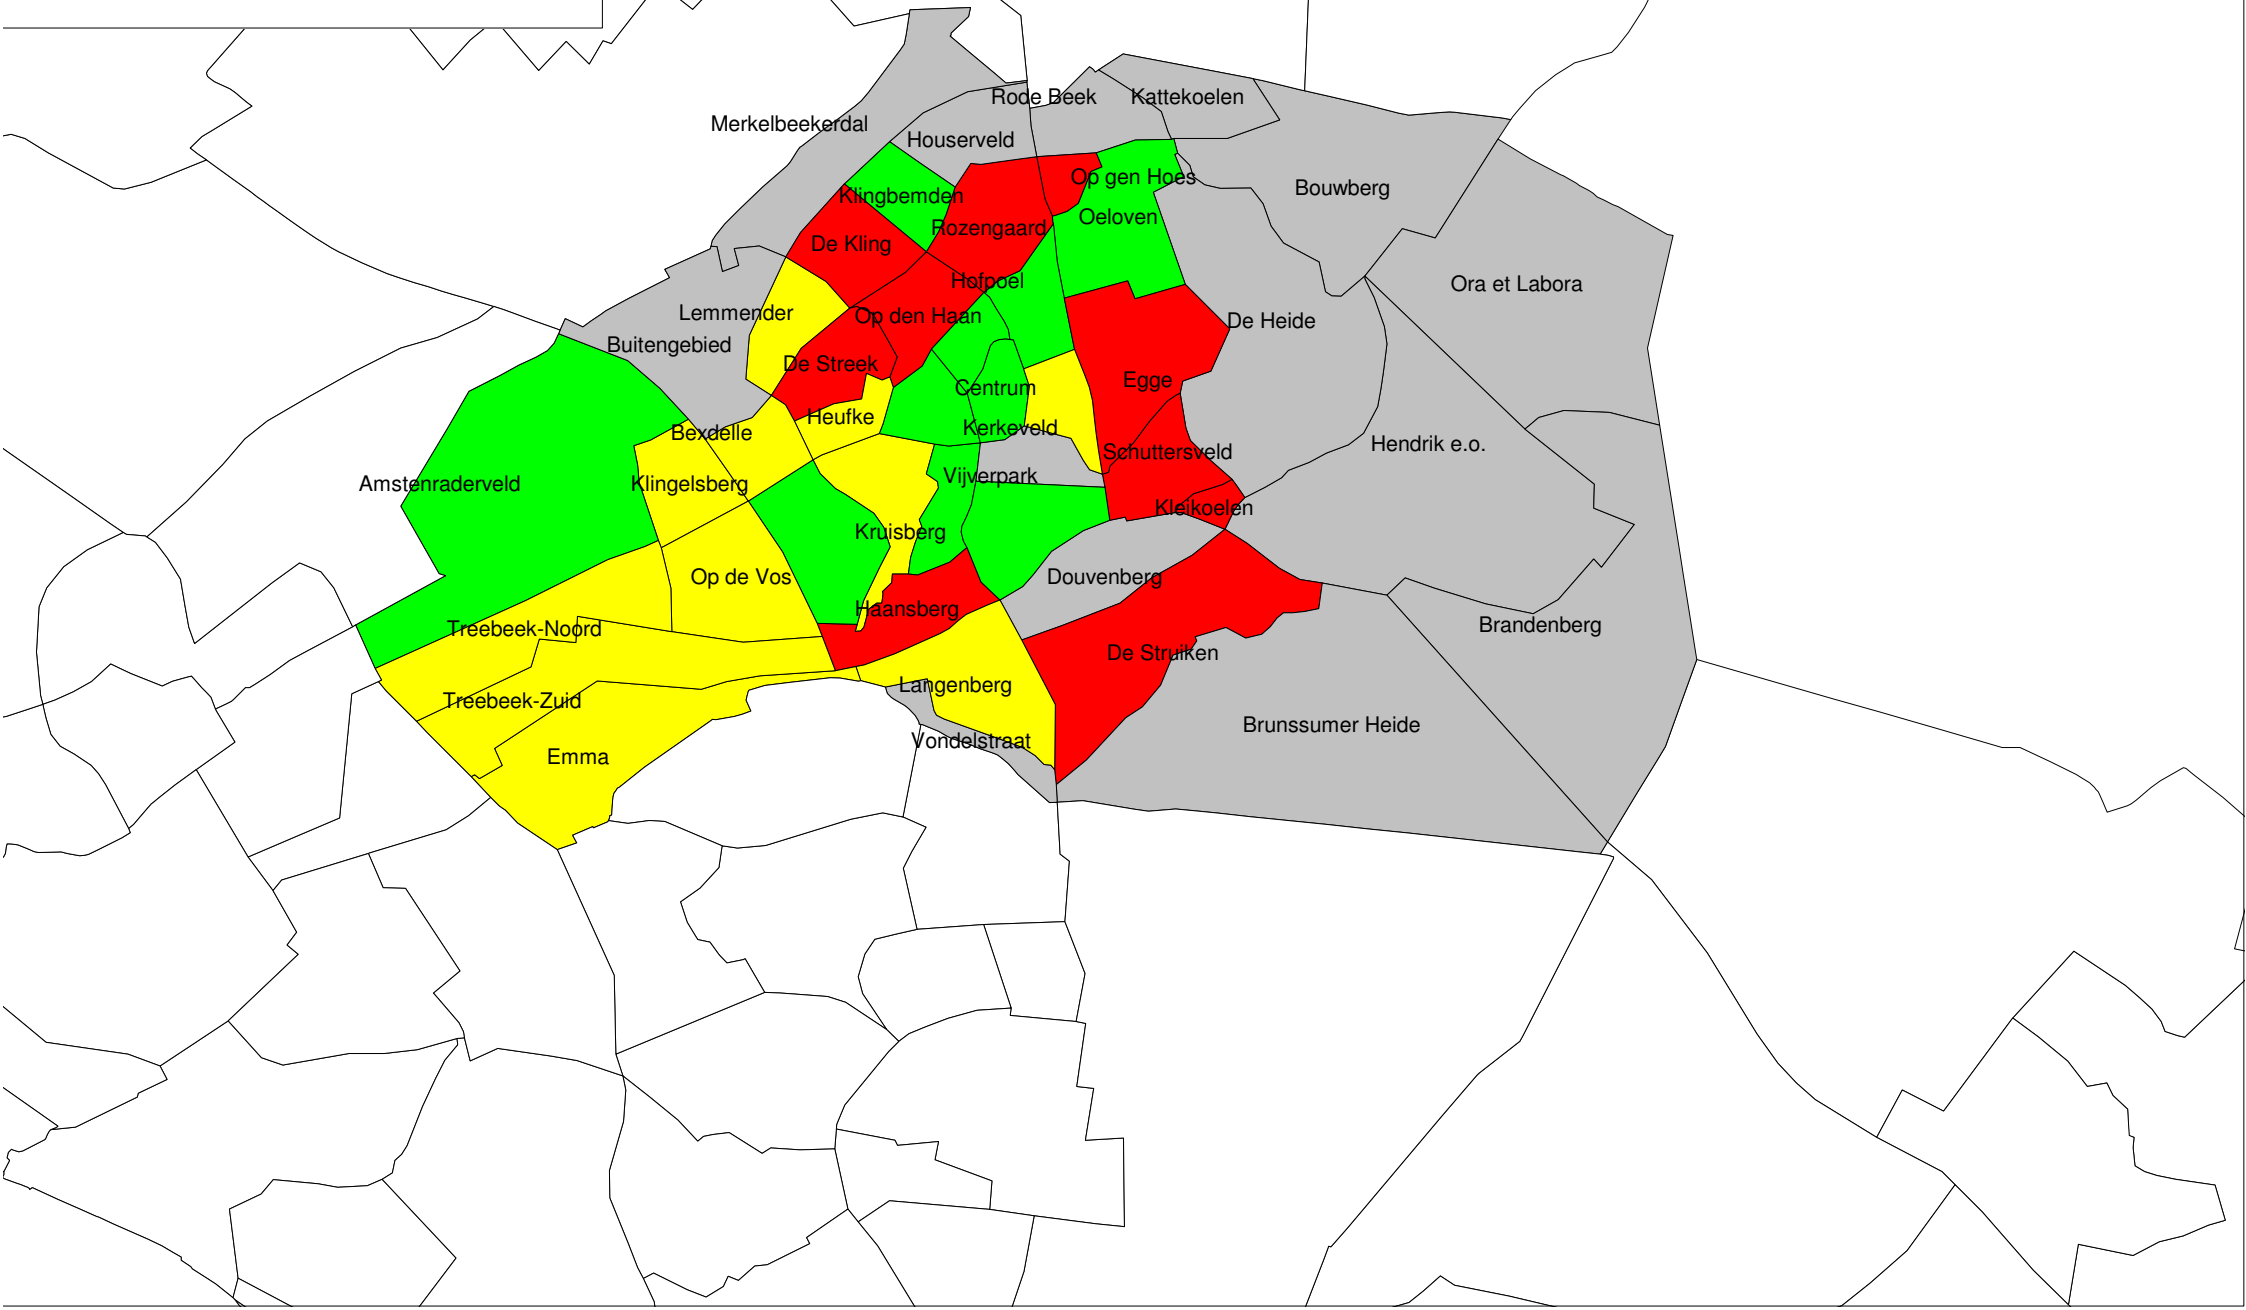 Rode Beek
Kattekoelen
Merkelbeekerdal
Houserveld
Op gen Hoes
Bouwberg
Klingbemden
Oeloven
Rozengaard
De Kling
Hofpoel
Ora et Labora
Lemmender
Op den Haan
De Heide
Buitengebied
De Streek
Egge
Centrum
Heufke
Kerkeveld
Bexdelle
Hendrik e.o.
Schuttersveld
Vijverpark
Amstenraderveld
Klingelsberg
Kleikoelen
Kruisberg
Op de Vos
Douvenberg
Haansberg
Treebeek-Noord
Brandenberg
De Struiken
Langenberg
Treebeek-Zuid
Brunssumer Heide
Vondelstraat
Emma